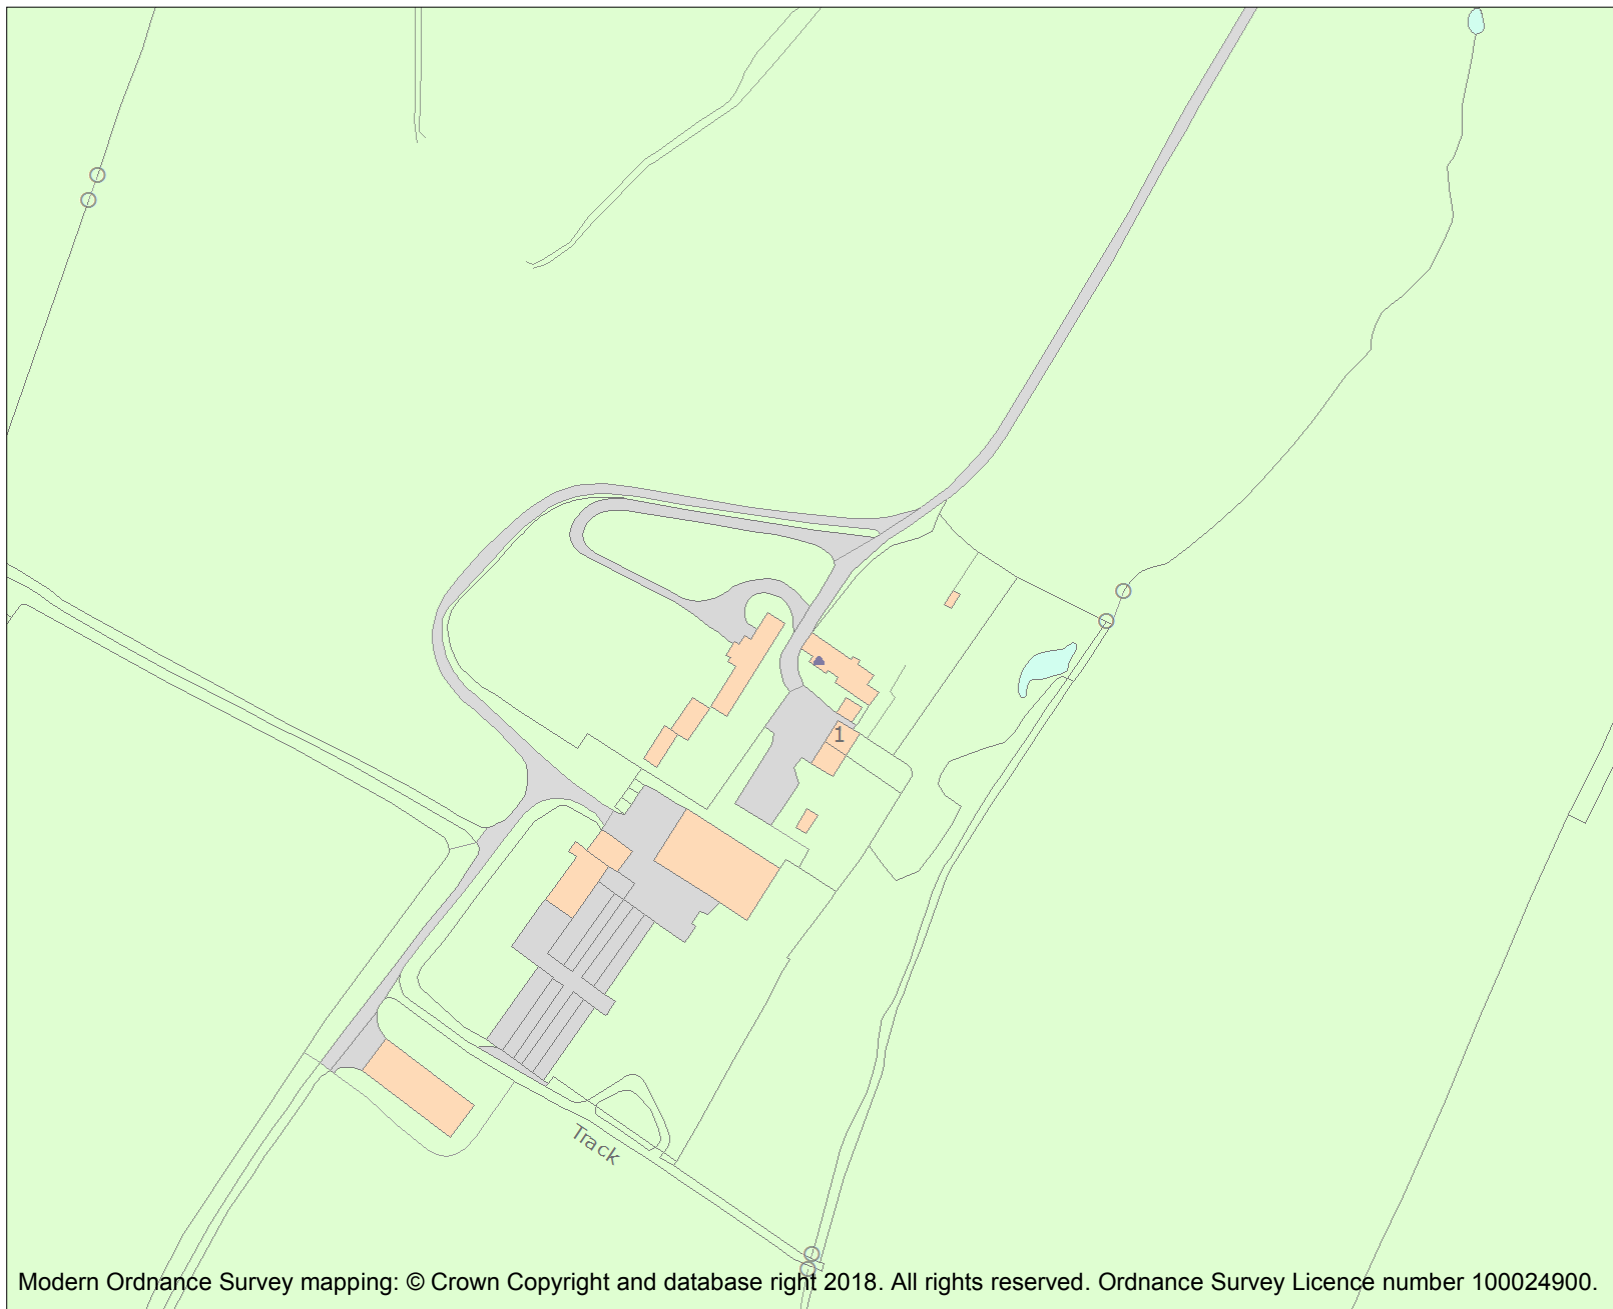 1
Track
Modern Ordnance Survey mapping: © Crown Copyright and database right 2018. All rights reserved. Ordnance Survey Licence number 100024900.